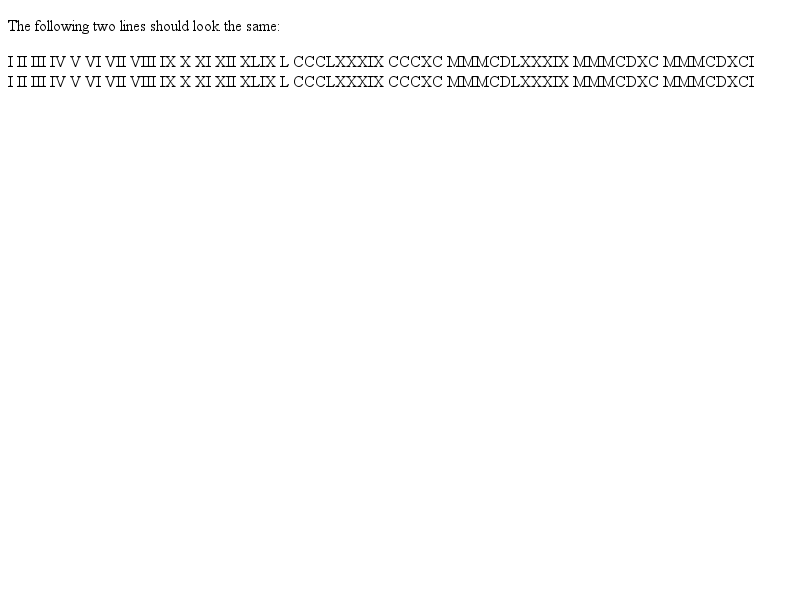 The following two lines should look the same:
I II III IV V VI VII VIII IX X XI XII XLIX L CCCLXXXIX CCCXC MMMCDLXXXIX MMMCDXC MMMCDXCI
I II III IV V VI VII VIII IX X XI XII XLIX L CCCLXXXIX CCCXC MMMCDLXXXIX MMMCDXC MMMCDXCI